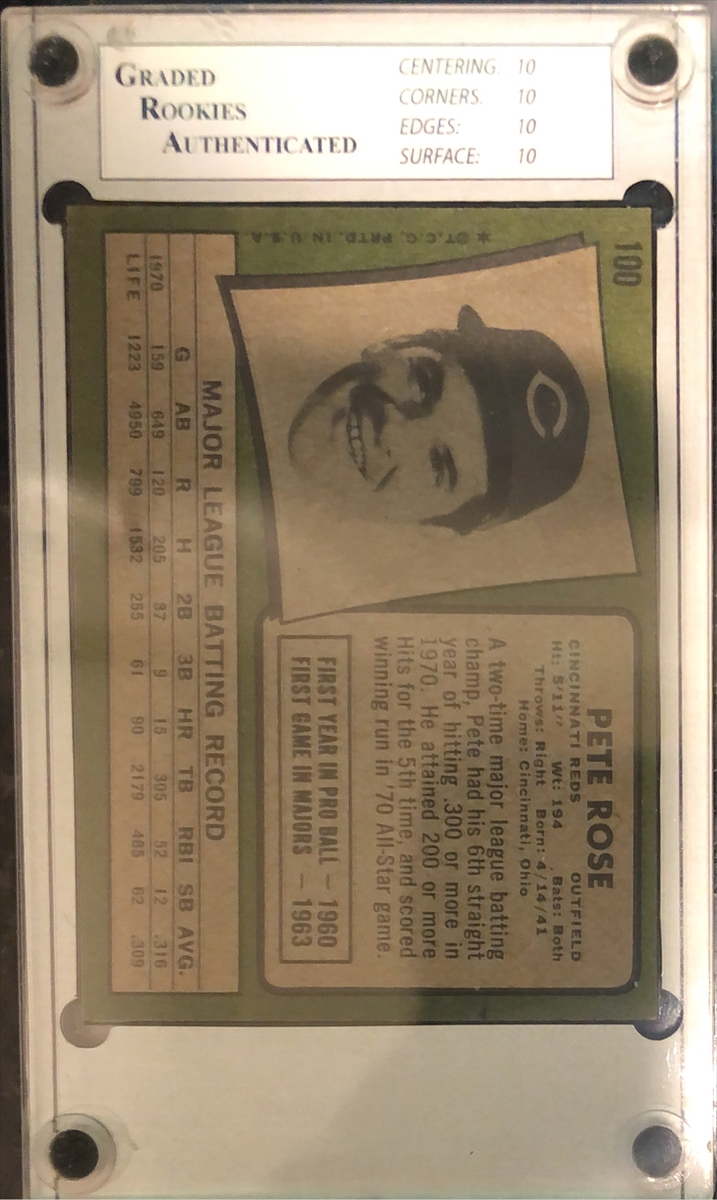 GRADED
ROOKIES
AUTHENTICATED
CENTERING: 10
CORNERS: 10
EDGES: 10
SURFACE: 10
100
★ ©T.C.G. PRTD. IN U.S.A.
C
PETE ROSE
CINCINNATI REDS OUTFIELD
Ht: 5'11" Wt: 194 Bats: Both
Throws: Right Born: 4/14/41
Home: Cincinnati, Ohio
A two-time major league batting
champ, Pete had his 6th straight
year of hitting .300 or more in
1970. He attained 200 or more
Hits for the 5th time, and scored
winning run in '70 All-Star game.
FIRST YEAR IN PRO BALL — 1960
FIRST GAME IN MAJORS — 1963
MAJOR LEAGUE BATTING RECORD
G AB R H 2B 3B HR TB RBI SB AVG.
1970 159 649 120 205 37 9 15 305 52 12 .316
LIFE 1223 4950 799 1532 255 61 90 2179 485 62 .309